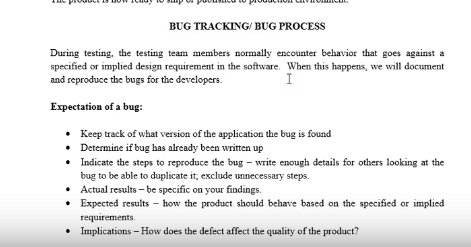 The product is now ready to ship or published to production environment.
BUG TRACKING/ BUG PROCESS
During testing, the testing team members normally encounter behavior that goes against a
specified or implied design requirement in the software. When this happens, we will document
and reproduce the bugs for the developers.
Expectation of a bug:
• Keep track of what version of the application the bug is found
• Determine if bug has already been written up
• Indicate the steps to reproduce the bug – write enough details for others looking at the
bug to be able to duplicate it; exclude unnecessary steps.
• Actual results – be specific on your findings.
• Expected results – how the product should behave based on the specified or implied
requirements.
• Implications – How does the defect affect the quality of the product?